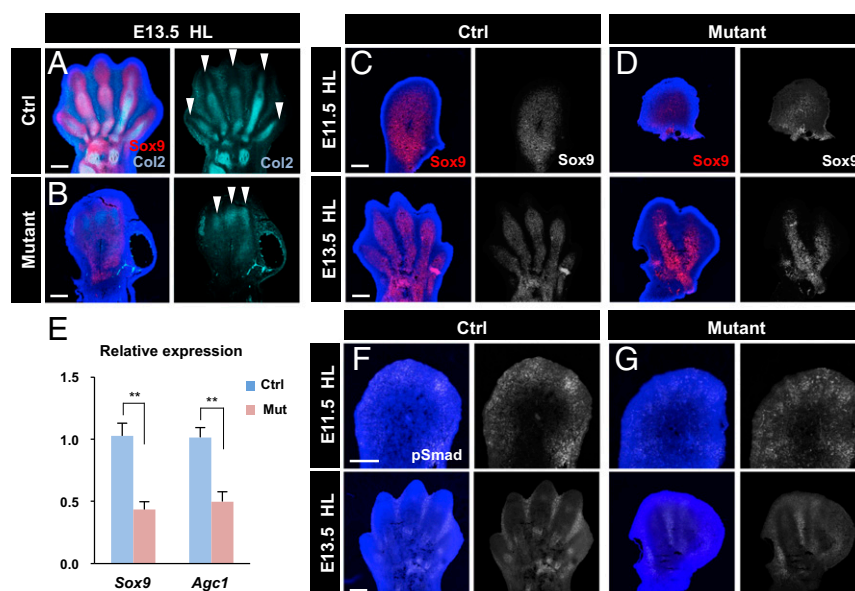 E13.5 HL
Ctrl
A
Sox9
Col2
Col2
Mutant
B
Ctrl
Mutant
E11.5 HL
C
Sox9
Sox9
D
Sox9
Sox9
E13.5 HL
E
Relative expression
1.5
1.0
0.5
0.0
**
**
Ctrl
Mut
Sox9
Agc1
Ctrl
Mutant
E11.5 HL
F
pSmad
G
E13.5 HL